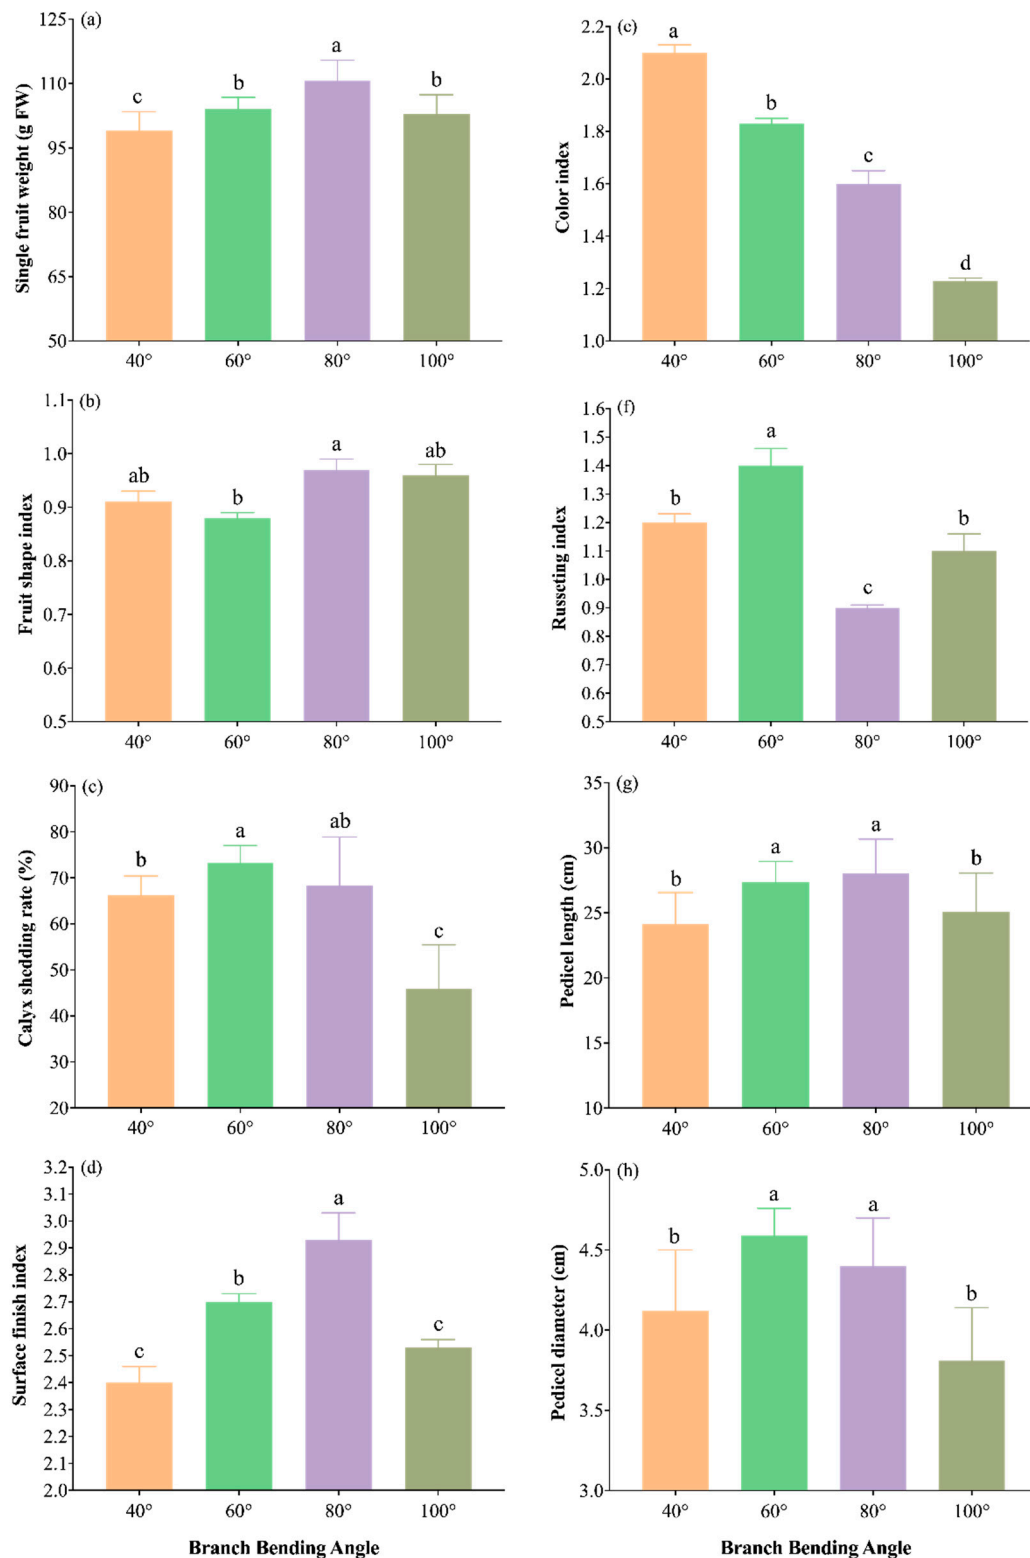 (a)
Single fruit weight (g FW)
125
110
95
80
65
50
c
b
a
b
40°
60°
80°
100°
(e)
Color index
2.2
2.0
1.8
1.6
1.4
1.2
1.0
a
b
c
d
40°
60°
80°
100°
(b)
Fruit shape index
1.1
1.0
0.9
0.8
0.7
0.6
0.5
ab
b
a
ab
40°
60°
80°
100°
(f)
Russeting index
1.6
1.5
1.4
1.3
1.2
1.1
1.0
0.9
0.8
0.7
0.6
0.5
b
a
c
b
40°
60°
80°
100°
(c)
Calyx shedding rate (%)
90
80
70
60
50
40
30
20
b
a
ab
c
40°
60°
80°
100°
(g)
Pedicel length (cm)
35
30
25
20
15
10
b
a
a
b
40°
60°
80°
100°
(d)
Surface finish index
3.2
3.1
3.0
2.9
2.8
2.7
2.6
2.5
2.4
2.3
2.2
2.1
2.0
c
b
a
c
40°
60°
80°
100°
Branch Bending Angle
(h)
Pedicel diameter (cm)
5.0
4.5
4.0
3.5
3.0
b
a
a
b
40°
60°
80°
100°
Branch Bending Angle